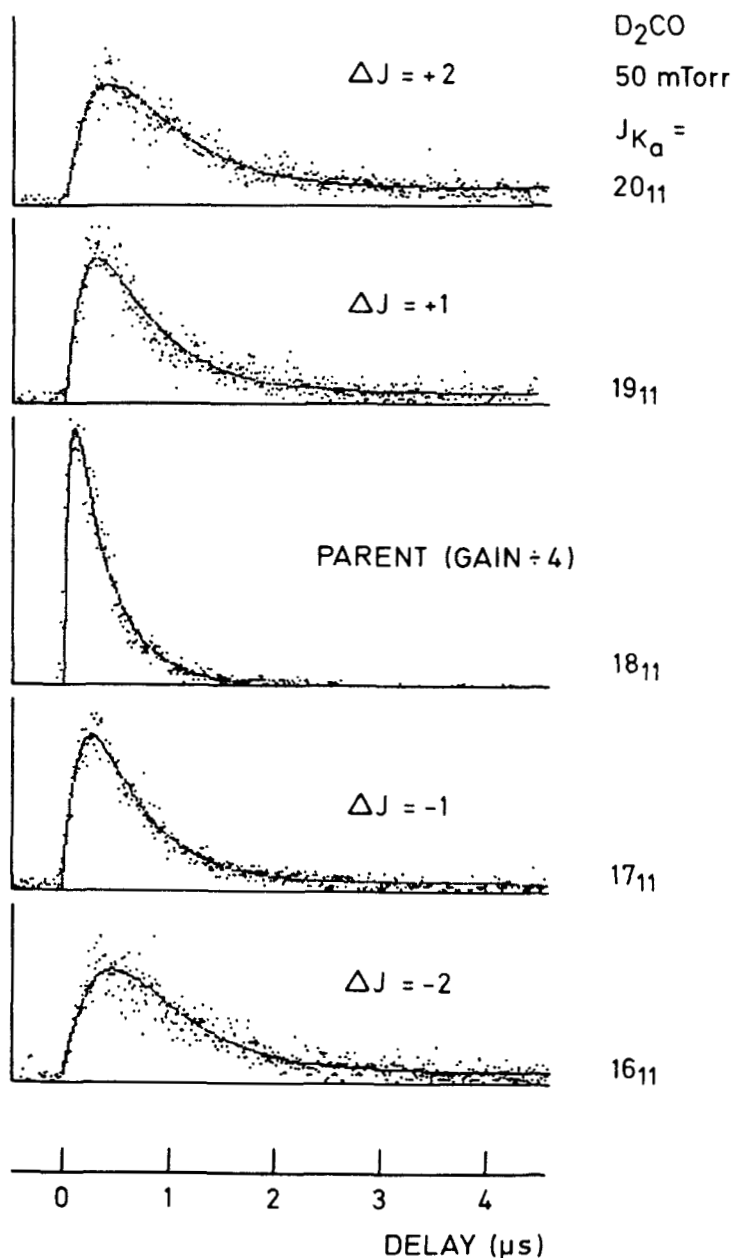 D₂CO
50 mTorr
J_Kₐ =
ΔJ = +2
20₁₁
ΔJ = +1
19₁₁
PARENT (GAIN ÷ 4)
18₁₁
ΔJ = -1
17₁₁
ΔJ = -2
16₁₁
0 1 2 3 4
DELAY (μs)